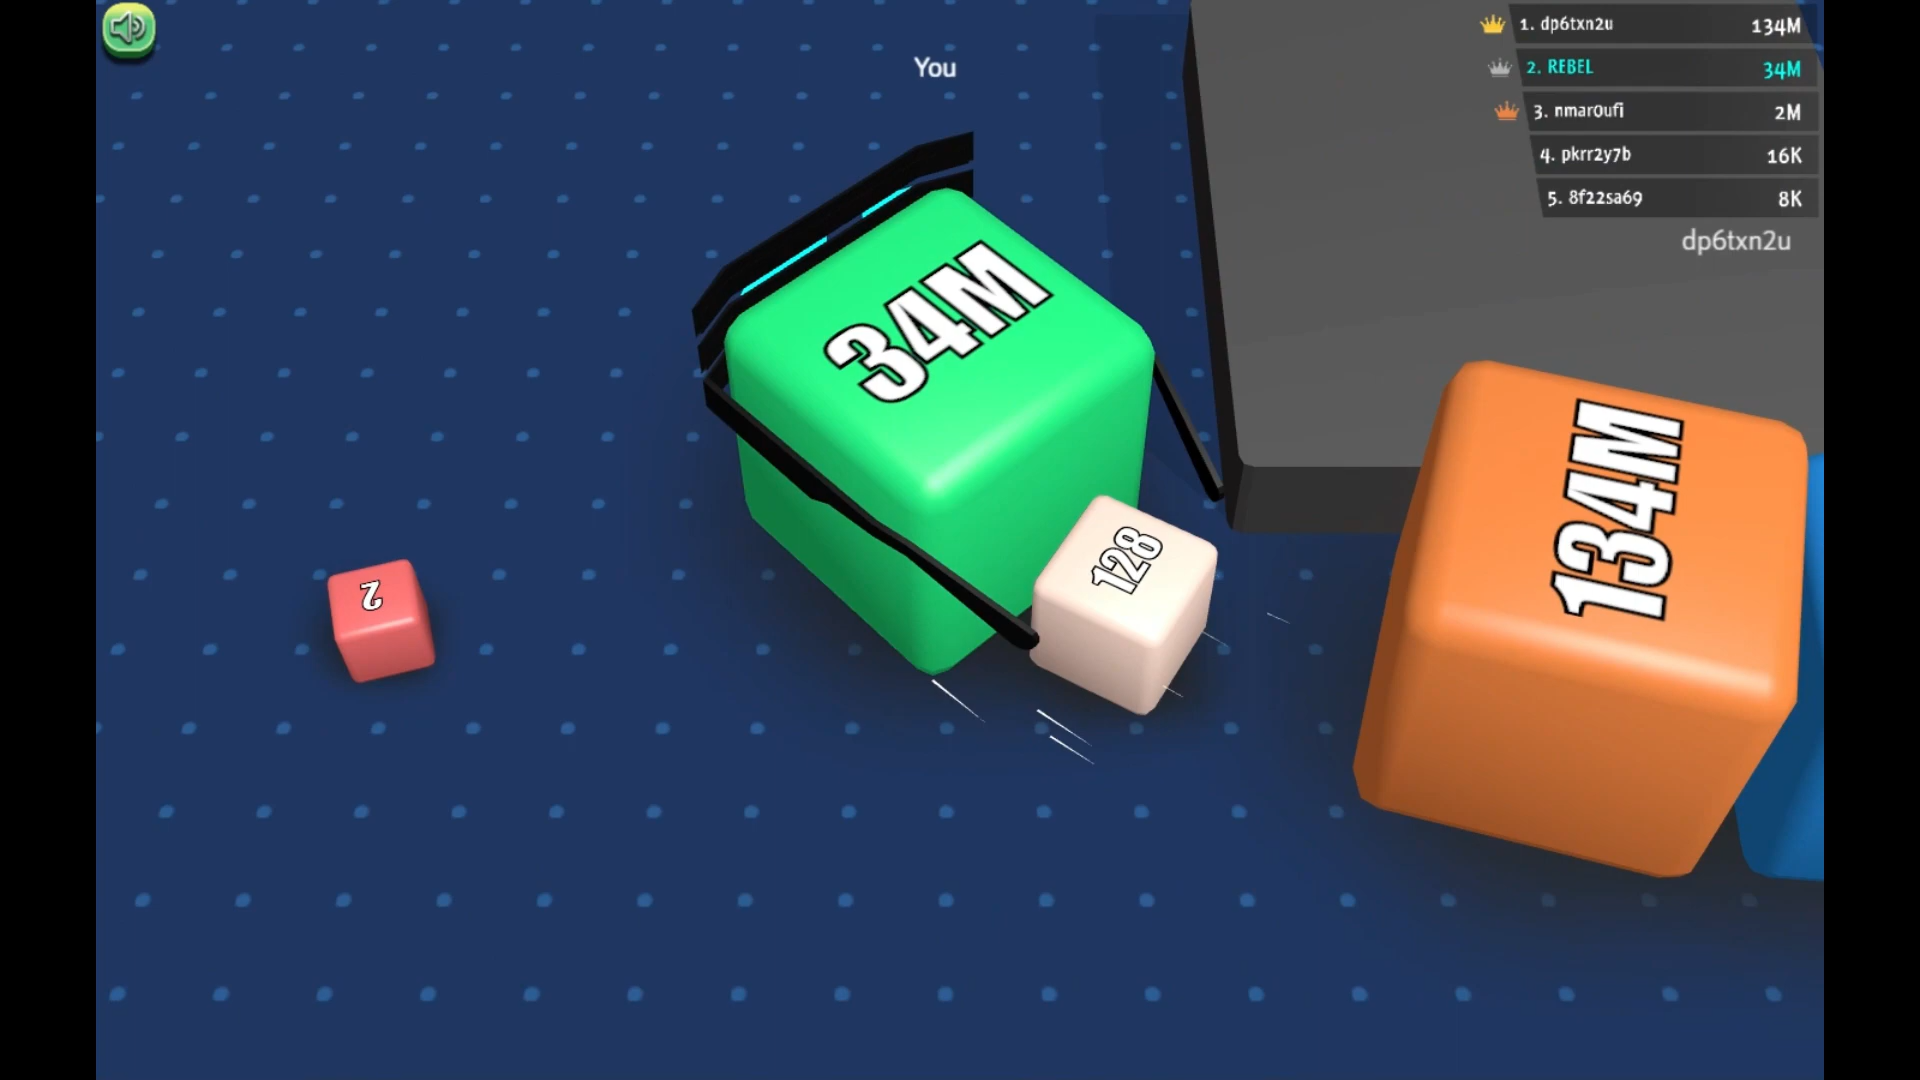 You
1. dp6txn2u 134M
2. REBEL 34M
3. nmar0ufi 2M
4. pkrr2y7b 16K
5. 8f22sa69 8K
dp6txn2u
34M
134M
128
2